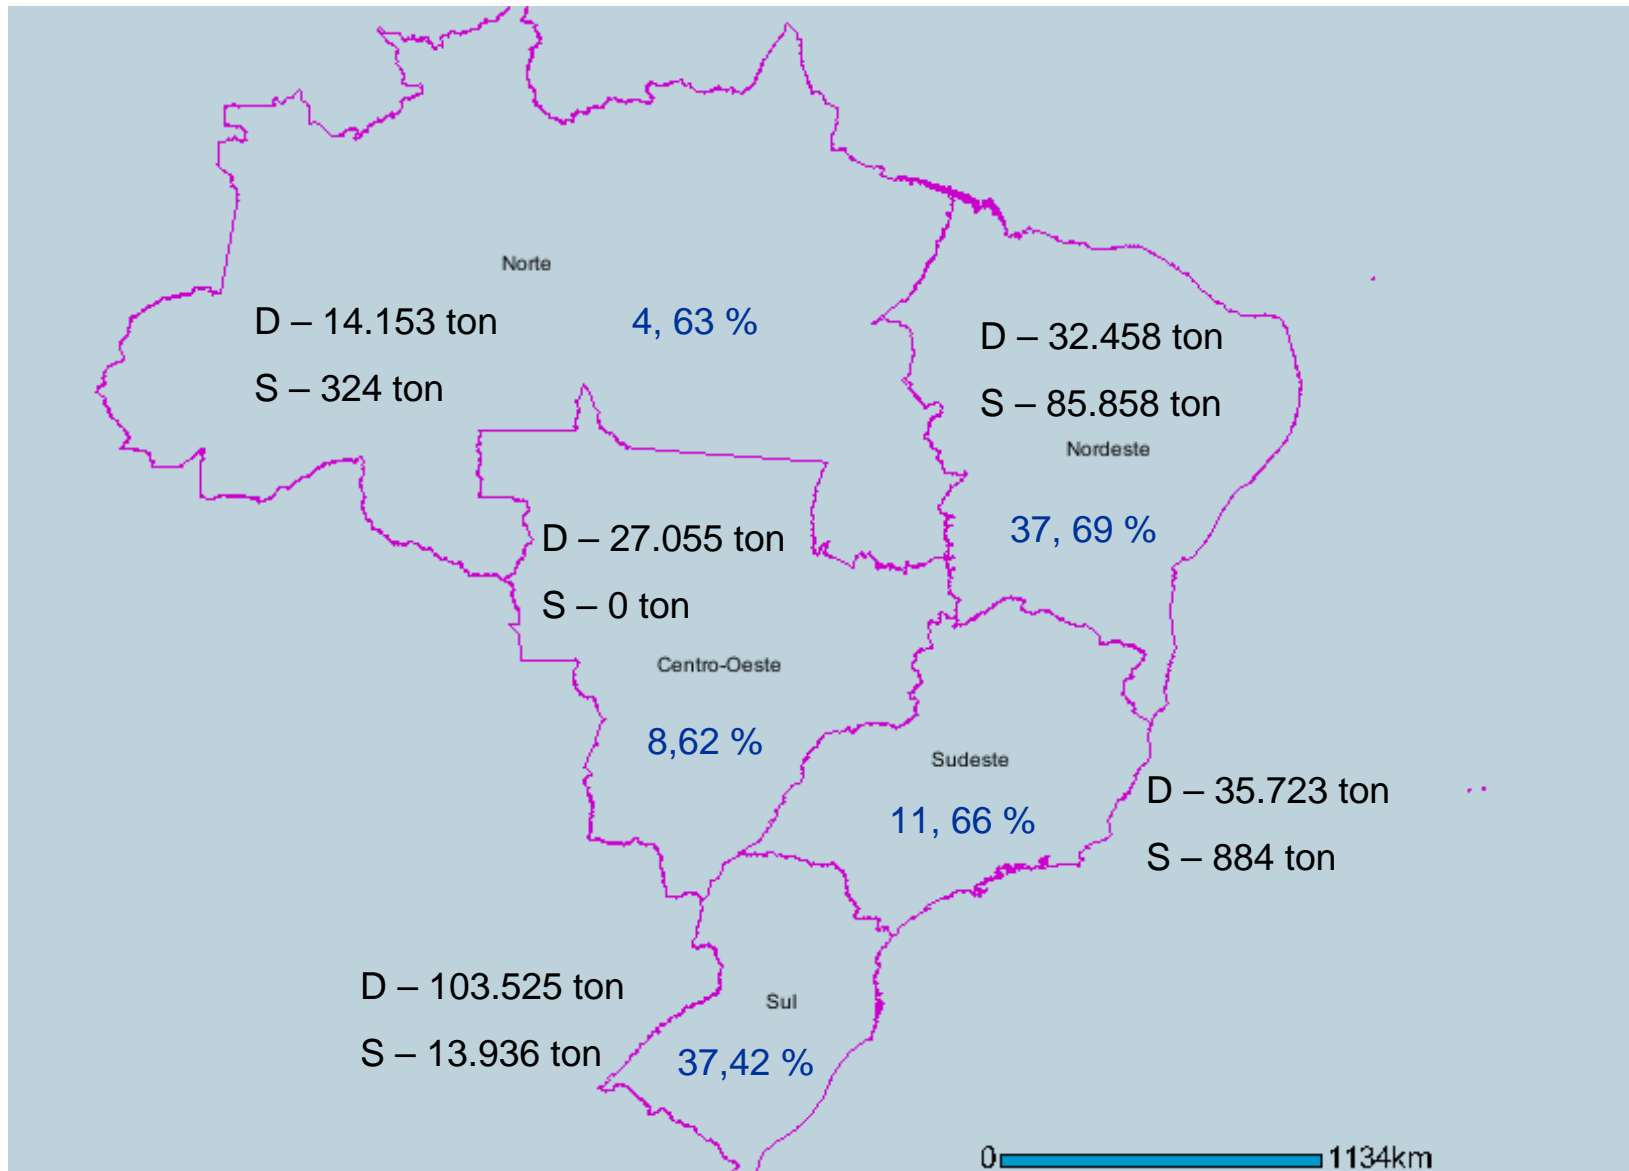 Norte
D – 14.153 ton
4, 63 %
S – 324 ton
D – 32.458 ton
S – 85.858 ton
Nordeste
37, 69 %
D – 27.055 ton
S – 0 ton
Centro-Oeste
8,62 %
Sudeste
11, 66 %
D – 35.723 ton
S – 884 ton
D – 103.525 ton
S – 13.936 ton
Sul
37,42 %
0 1134km